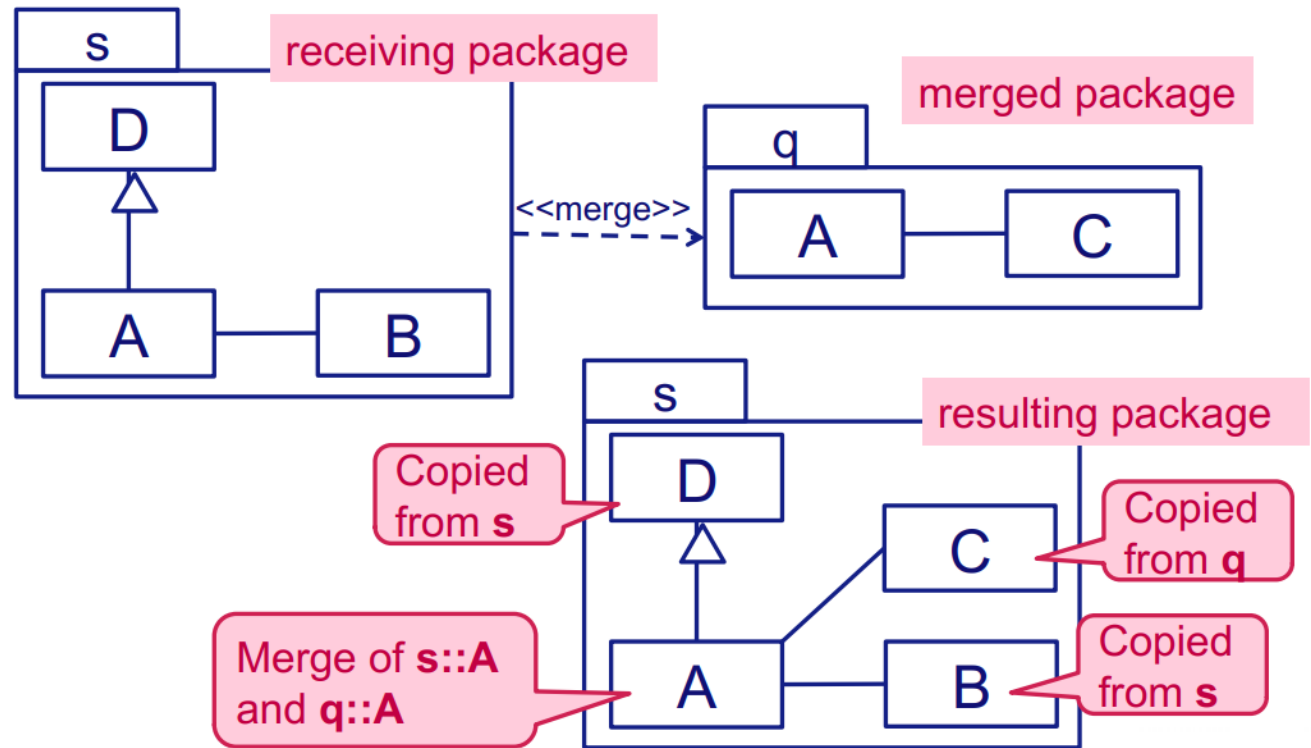 s
receiving package
D
A
B
<<merge>>
merged package
q
A
C
s
resulting package
Copied
from s
D
C
Copied
from q
Merge of s::A
and q::A
A
B
Copied
from s